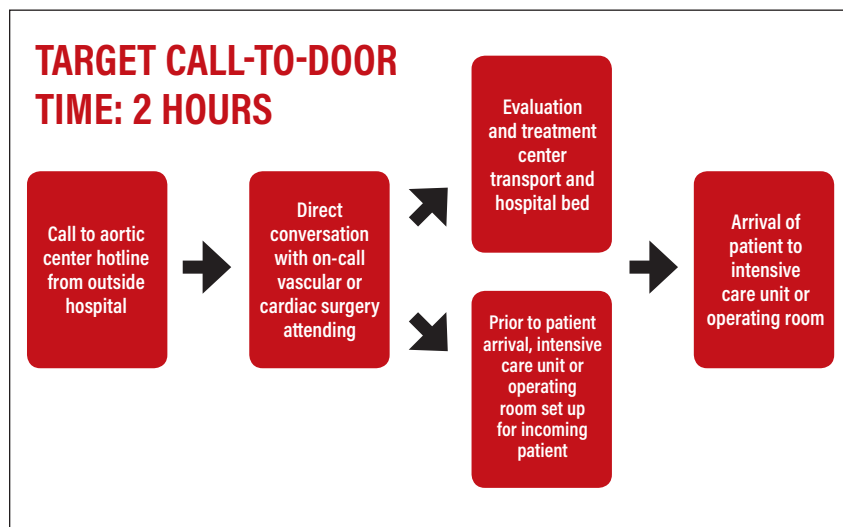 TARGET CALL-TO-DOOR
TIME: 2 HOURS
Call to aortic
center hotline
from outside
hospital
Direct
conversation
with on-call
vascular or
cardiac surgery
attending
Evaluation
and treatment
center
transport and
hospital bed
Prior to patient
arrival, intensive
care unit or
operating
room set up
for incoming
patient
Arrival of
patient to
intensive
care unit or
operating room